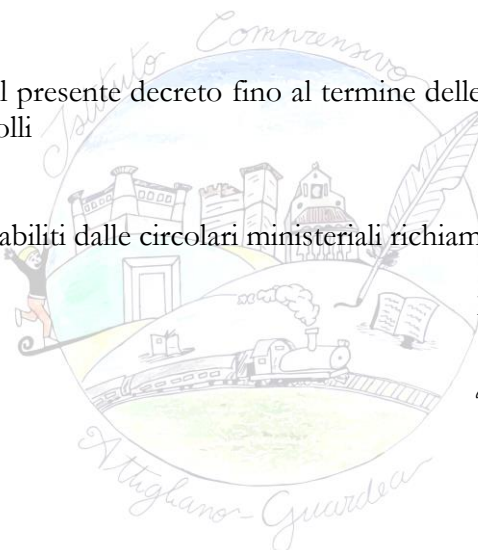 Istituto Comprensivo
l presente decreto fino al termine delle
olli
abiliti dalle circolari ministeriali richiam
Attigliano - Guardea